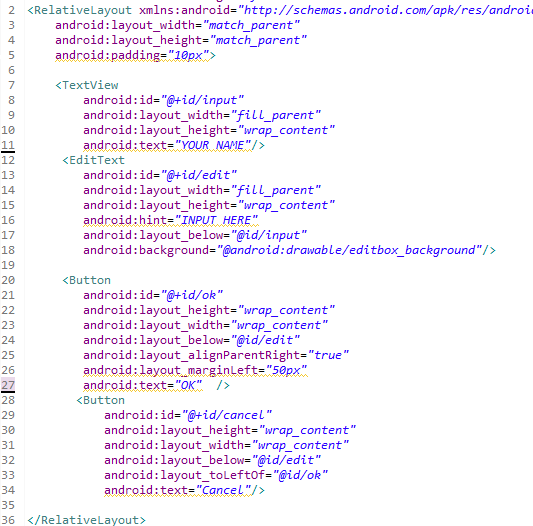 2 <RelativeLayout xmlns:android="http://schemas.android.com/apk/res/androi
3 android:layout_width="match_parent"
4 android:layout_height="match_parent"
5 android:padding="10px">
6
7 <TextView
8 android:id="@+id/input"
9 android:layout_width="fill_parent"
10 android:layout_height="wrap_content"
11 android:text="YOUR NAME"/>
12 <EditText
13 android:id="@+id/edit"
14 android:layout_width="fill_parent"
15 android:layout_height="wrap_content"
16 android:hint="INPUT HERE"
17 android:layout_below="@id/input"
18 android:background="@android:drawable/editbox_background"/>
19
20 <Button
21 android:id="@+id/ok"
22 android:layout_height="wrap_content"
23 android:layout_width="wrap_content"
24 android:layout_below="@id/edit"
25 android:layout_alignParentRight="true"
26 android:layout_marginLeft="50px"
27 android:text="OK"  />
28 <Button
29 android:id="@+id/cancel"
30 android:layout_height="wrap_content"
31 android:layout_width="wrap_content"
32 android:layout_below="@id/edit"
33 android:layout_toLeftOf="@id/ok"
34 android:text="Cancel"/>
35
36 </RelativeLayout>